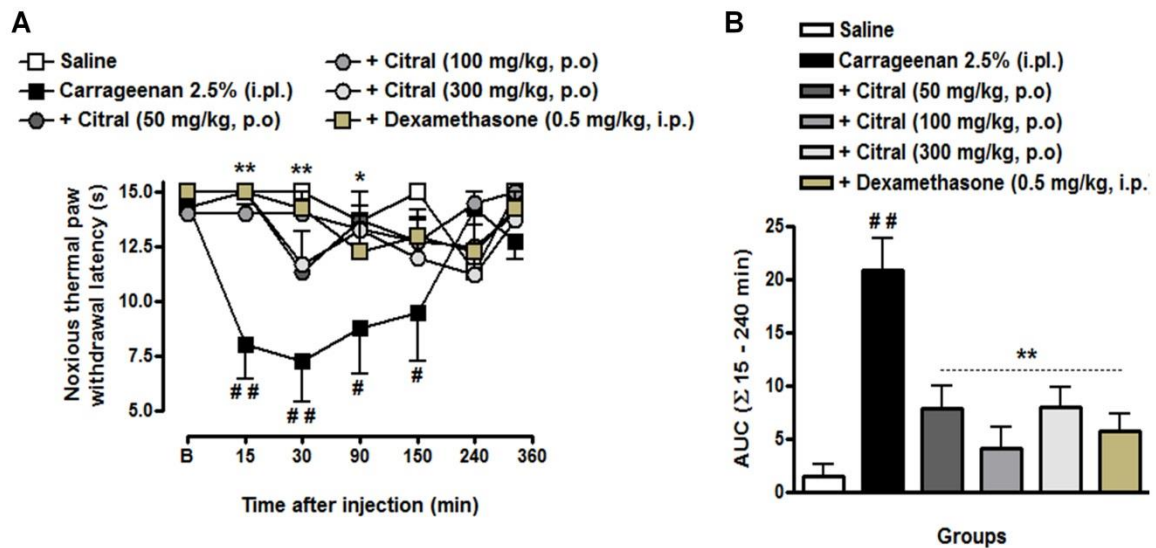 A
Saline
Carrageenan 2.5% (i.pl.)
+ Citral (50 mg/kg, p.o)
+ Citral (100 mg/kg, p.o)
+ Citral (300 mg/kg, p.o)
+ Dexamethasone (0.5 mg/kg, i.p.)
Noxious thermal paw
withdrawal latency (s)
15.0
12.5
10.0
7.5
5.0
** ** *
## ## # #
B 15 30 90 150 240 360
Time after injection (min)
B
Saline
Carrageenan 2.5% (i.pl.)
+ Citral (50 mg/kg, p.o)
+ Citral (100 mg/kg, p.o)
+ Citral (300 mg/kg, p.o)
+ Dexamethasone (0.5 mg/kg, i.p.
AUC (Σ 15 - 240 min)
25
20
15
10
5
0
##
**
Groups